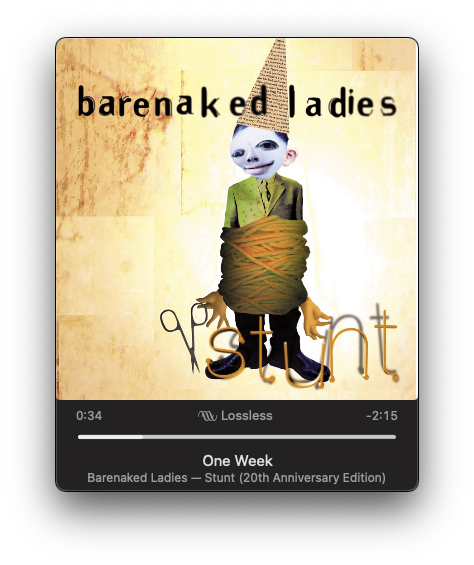 barenaked ladies
stunt
0:34 Lossless -2:15
One Week
Barenaked Ladies — Stunt (20th Anniversary Edition)